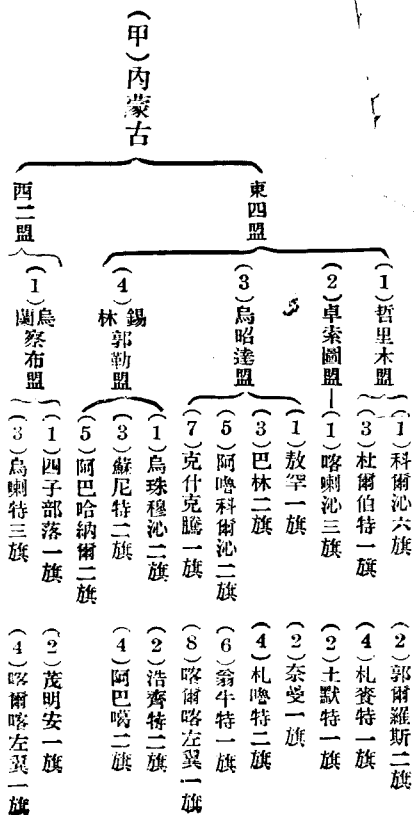 (甲)內蒙古
東四盟
(1)哲里木盟
(1)科爾沁六旗
(2)郭爾羅斯二旗
(3)杜爾伯特一旗
(4)札賚特一旗
(2)卓索圖盟
(1)喀喇沁三旗
(2)土默特一旗
(3)烏昭達盟
(1)敖罕一旗
(2)奈曼一旗
(3)巴林二旗
(4)札嚕特二旗
(5)阿嚕科爾沁二旗
(6)翁牛特一旗
(7)克什克騰一旗
(8)喀爾喀左翼一旗
(4)錫林郭勒盟
(1)烏珠穆沁二旗
(2)浩齊特二旗
(3)蘇尼特二旗
(4)阿巴噶二旗
(5)阿巴哈納爾二旗
西二盟
(1)烏蘭察布盟
(1)四子部落一旗
(2)茂明安一旗
(3)烏喇特三旗
(4)喀爾喀左翼一旗